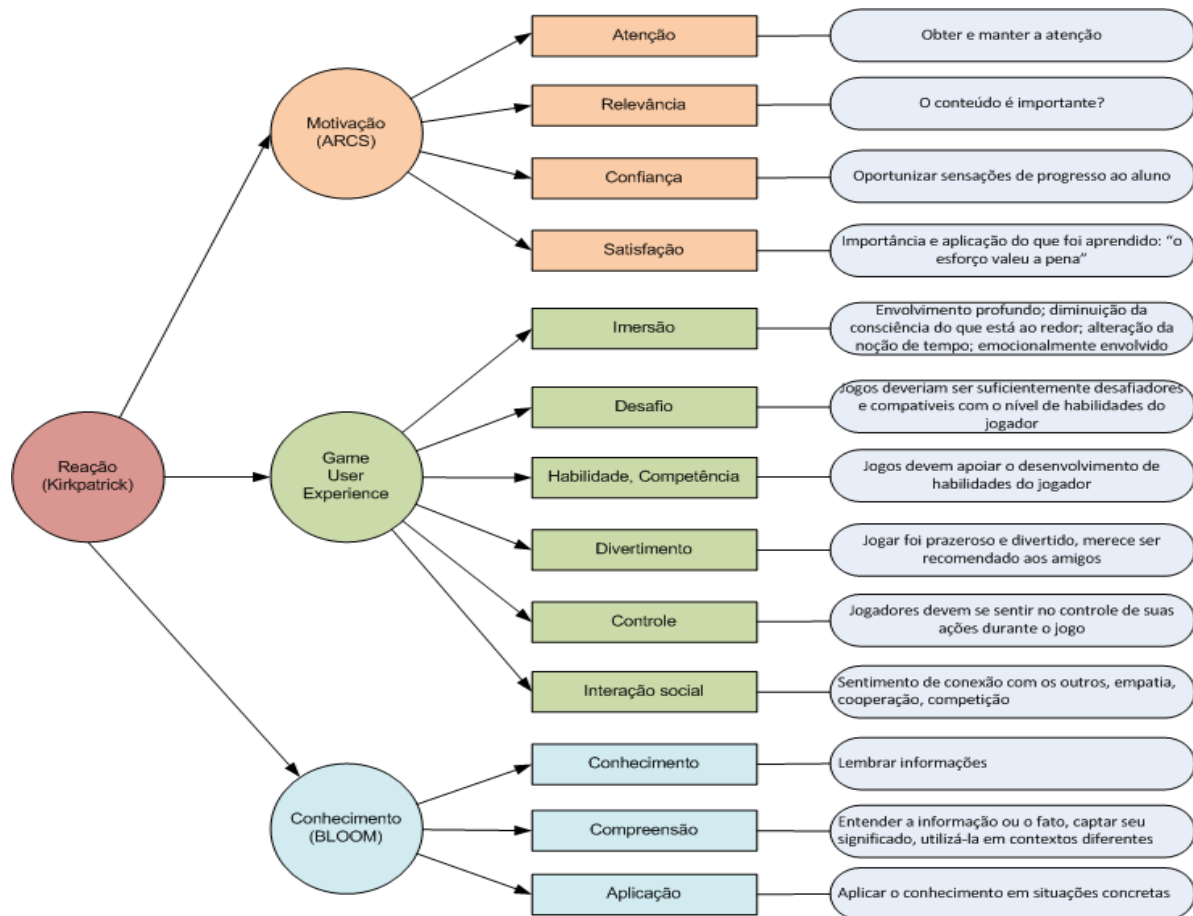 Atenção
Obter e manter a atenção
Relevância
O conteúdo é importante?
Motivação
(ARCS)
Confiança
Oportunizar sensações de progresso ao aluno
Satisfação
Importância e aplicação do que foi aprendido: “o
esforço valeu a pena”
Imersão
Envolvimento profundo; diminuição da
consciência do que está ao redor; alteração da
noção de tempo; emocionalmente envolvido
Desafio
Jogos deveriam ser suficientemente desafiadores
e compatíveis com o nível de habilidades do
jogador
Reação
(Kirkpatrick)
Game
User
Experience
Habilidade, Competência
Jogos devem apoiar o desenvolvimento de
habilidades do jogador
Divertimento
Jogar foi prazeroso e divertido, merece ser
recomendado aos amigos
Controle
Jogadores devem se sentir no controle de suas
ações durante o jogo
Interação social
Sentimento de conexão com os outros, empatia,
cooperação, competição
Conhecimento
Lembrar informações
Conhecimento
(BLOOM)
Compreensão
Entender a informação ou o fato, captar seu
significado, utilizá-la em contextos diferentes
Aplicação
Aplicar o conhecimento em situações concretas